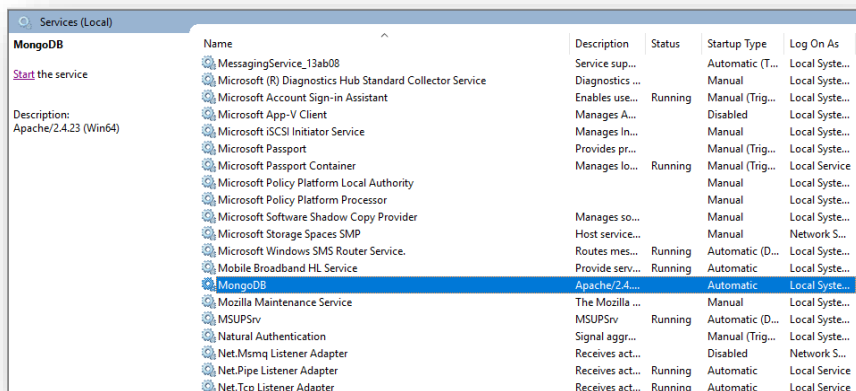 Services (Local)
MongoDB
Start the service
Description:
Apache/2.4.23 (Win64)
Name Description Status Startup Type Log On As
MessagingService_13ab08 Service sup... Automatic (T... Local Syste...
Microsoft (R) Diagnostics Hub Standard Collector Service Diagnostics ... Manual Local Syste...
Microsoft Account Sign-in Assistant Enables use... Running Manual (Trig... Local Syste...
Microsoft App-V Client Manages A... Disabled Local Syste...
Microsoft iSCSI Initiator Service Manages In... Manual Local Syste...
Microsoft Passport Provides pr... Manual (Trig... Local Syste...
Microsoft Passport Container Manages lo... Running Manual (Trig... Local Service
Microsoft Policy Platform Local Authority Manual Local Syste...
Microsoft Policy Platform Processor Manual Local Syste...
Microsoft Software Shadow Copy Provider Manages so... Manual Local Syste...
Microsoft Storage Spaces SMP Host service... Manual Network S...
Microsoft Windows SMS Router Service. Routes mes... Running Automatic (D... Local Syste...
Mobile Broadband HL Service Provide serv... Running Automatic Local Syste...
MongoDB Apache/2.4.... Automatic Local Syste...
Mozilla Maintenance Service The Mozilla ... Manual Local Syste...
MSUPSrv MSUPSrv Running Automatic (D... Local Syste...
Natural Authentication Signal aggr... Manual (Trig... Local Syste...
Net.Msmq Listener Adapter Receives act... Disabled Network S...
Net.Pipe Listener Adapter Receives act... Running Automatic Local Service
Net.Tcp Listener Adapter Receives act... Running Automatic Local Service